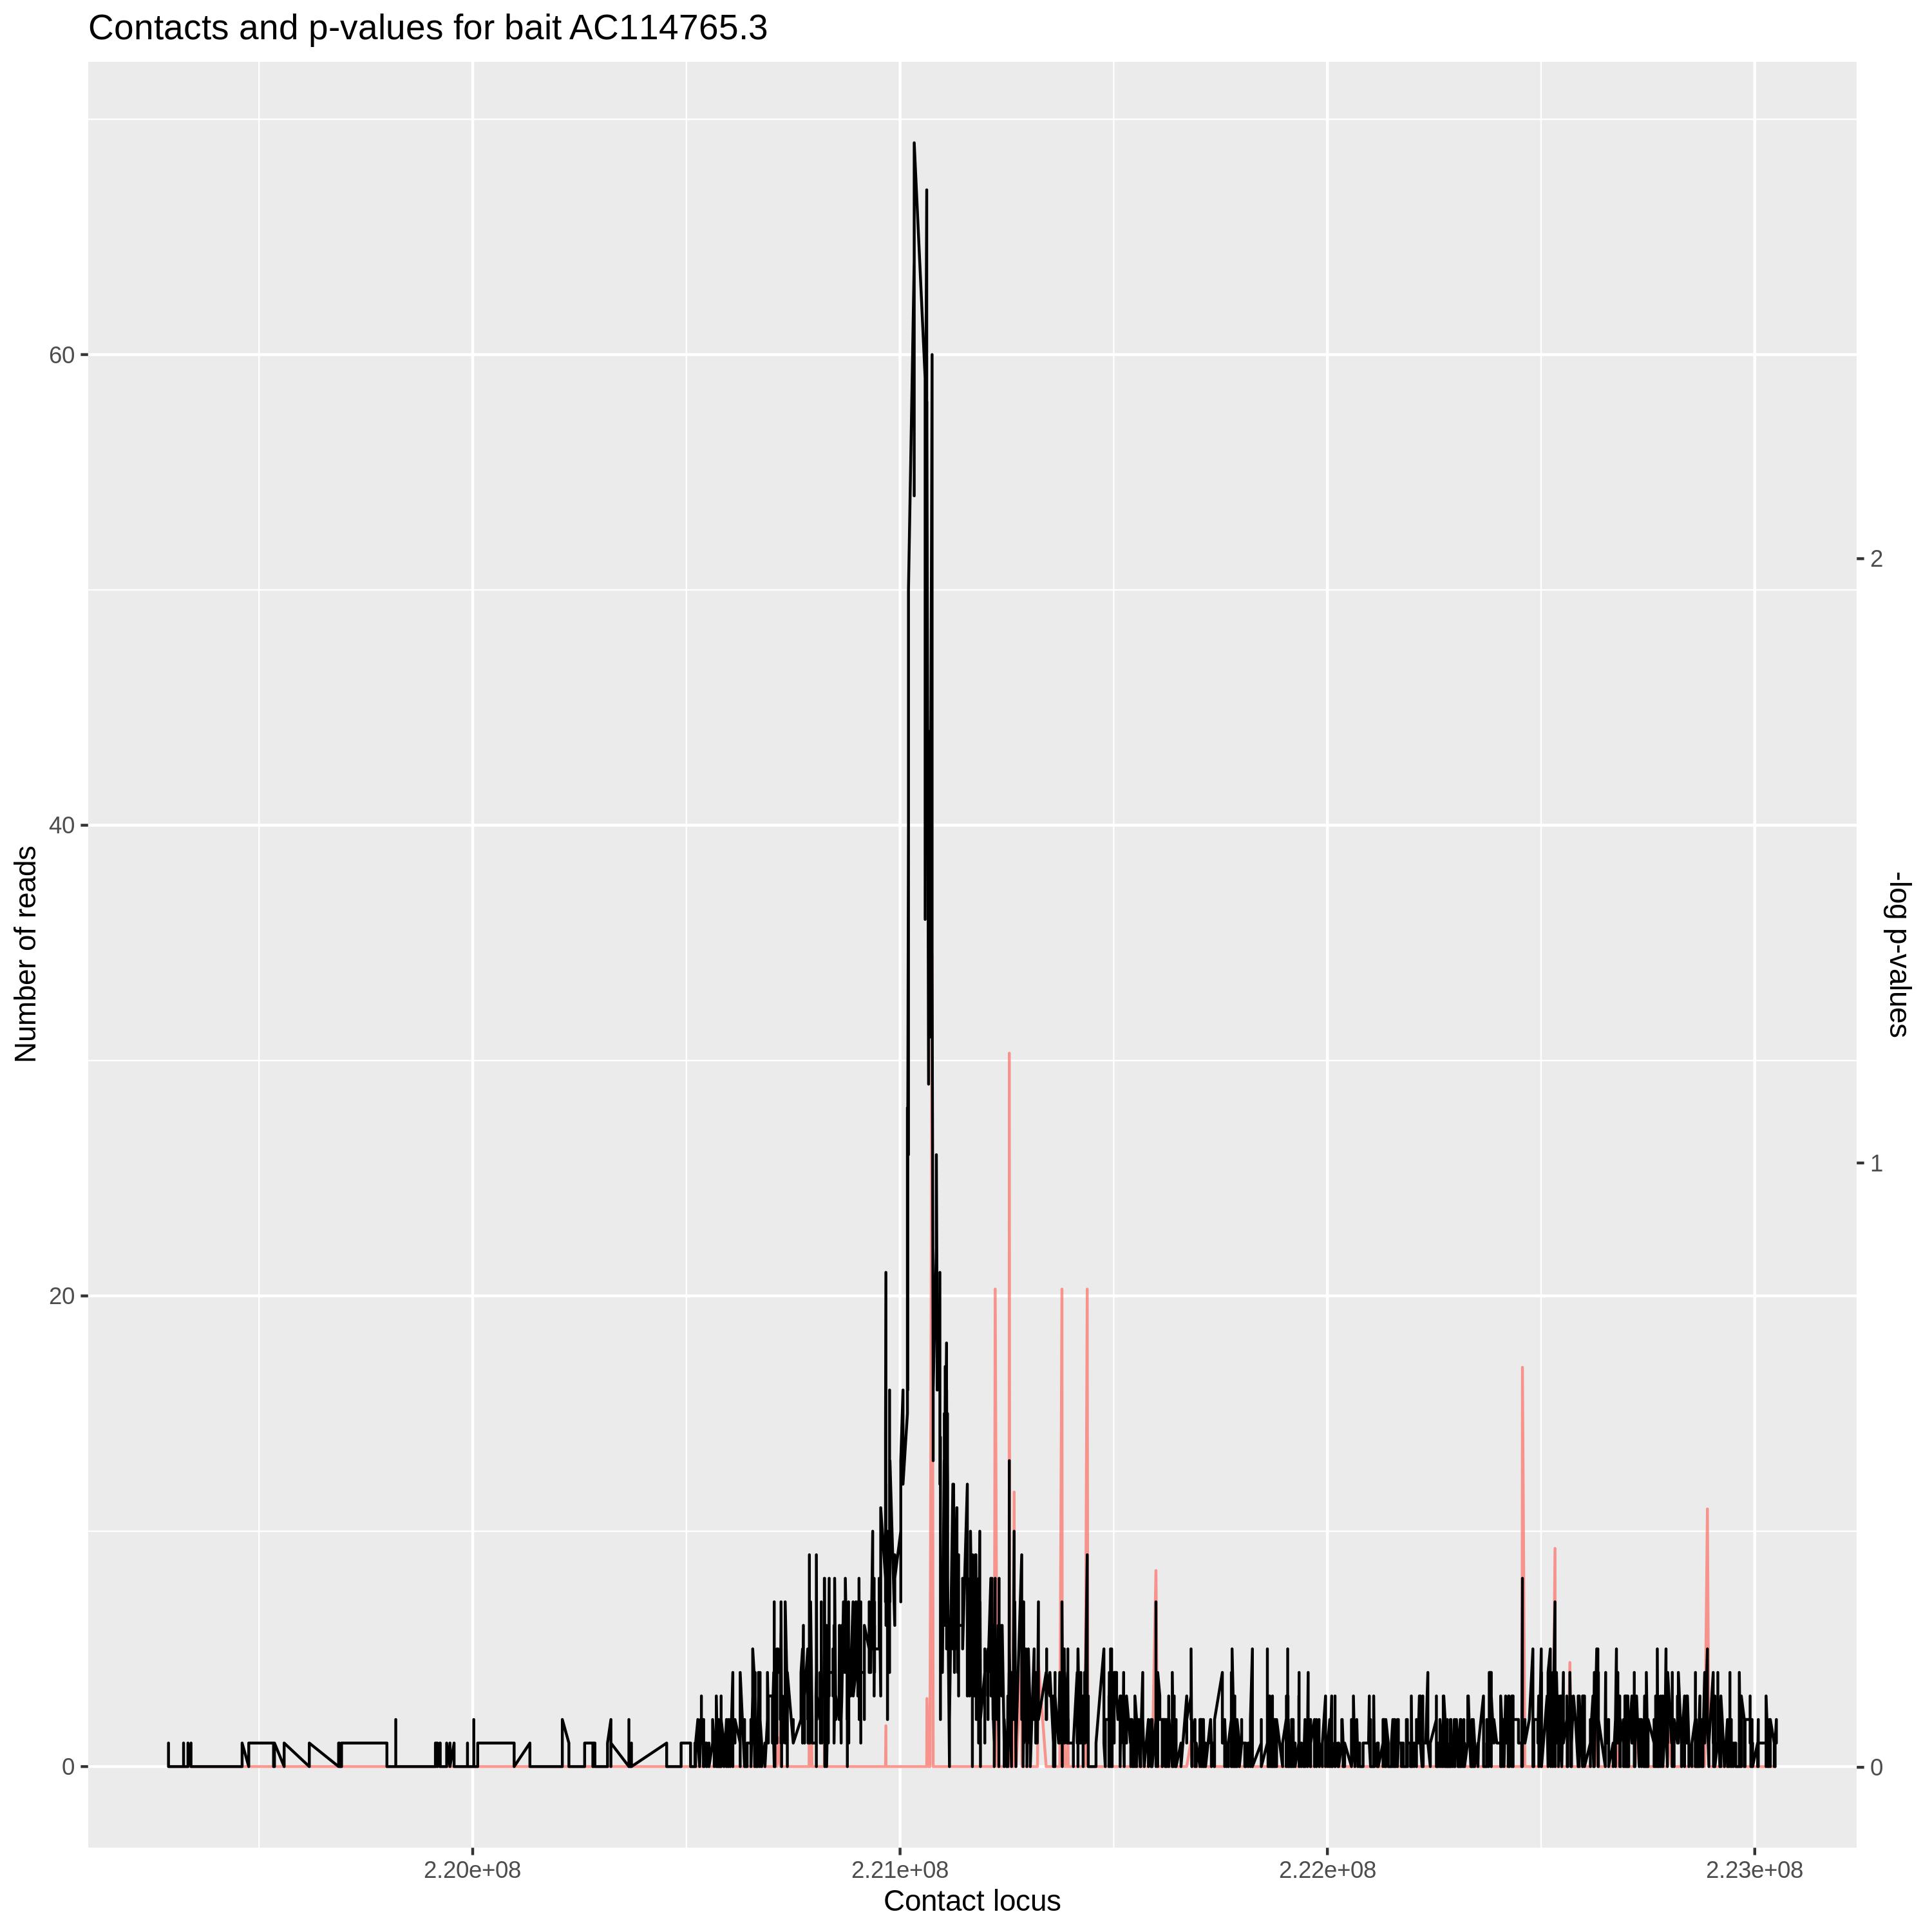 Contacts and p-values for bait AC114765.3
60
40
20
0
Number of reads
2
1
0
-log p-values
2.20e+08
2.21e+08
2.22e+08
2.23e+08
Contact locus